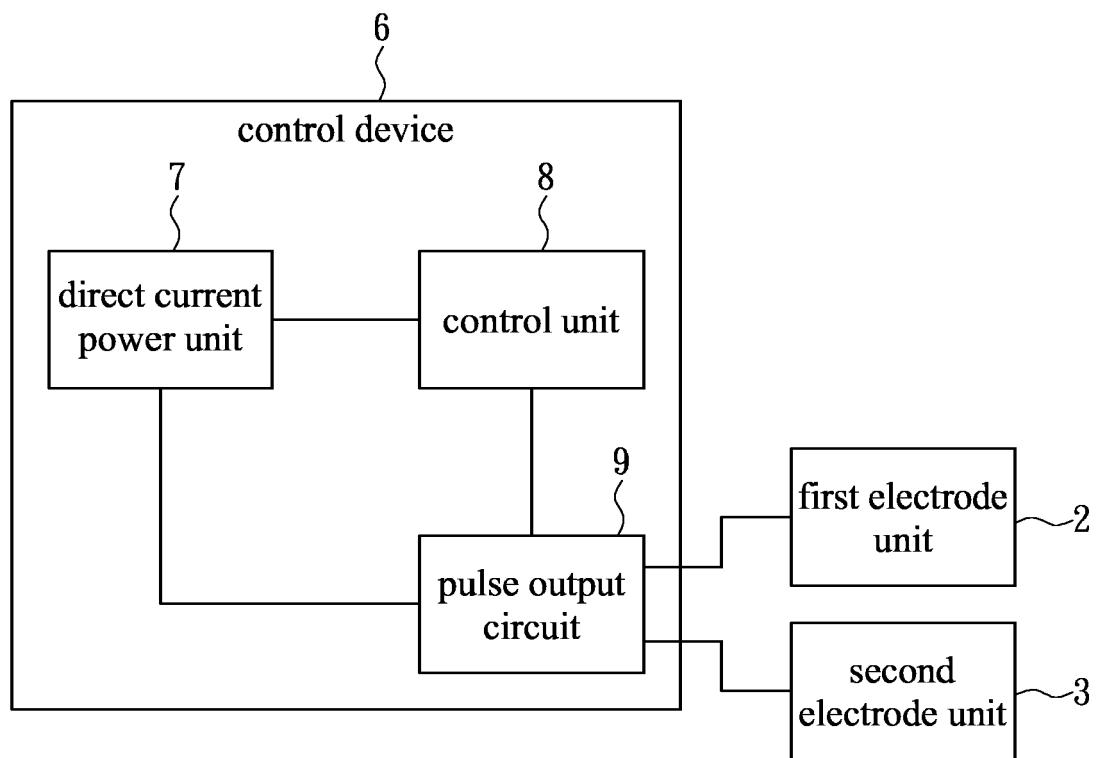 6
control device
7
8
direct current
power unit
control unit
9
first electrode
unit
2
pulse output
circuit
second
electrode unit
3